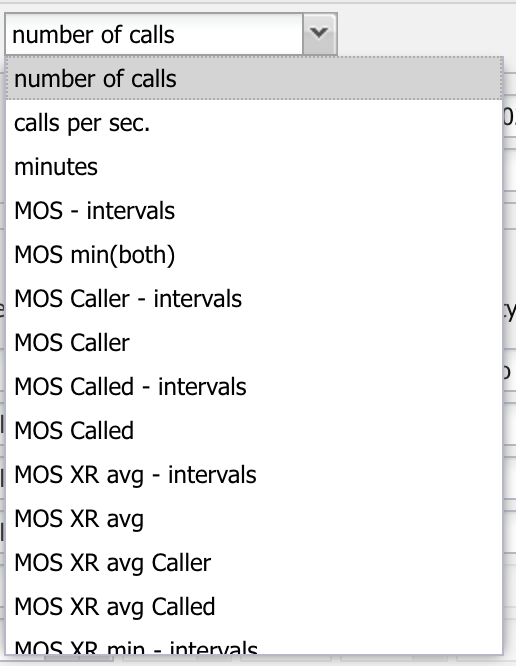 number of calls
number of calls
calls per sec.
minutes
MOS - intervals
MOS min(both)
MOS Caller - intervals
MOS Caller
MOS Called - intervals
MOS Called
MOS XR avg - intervals
MOS XR avg
MOS XR avg Caller
MOS XR avg Called
MOS XR min - intervals